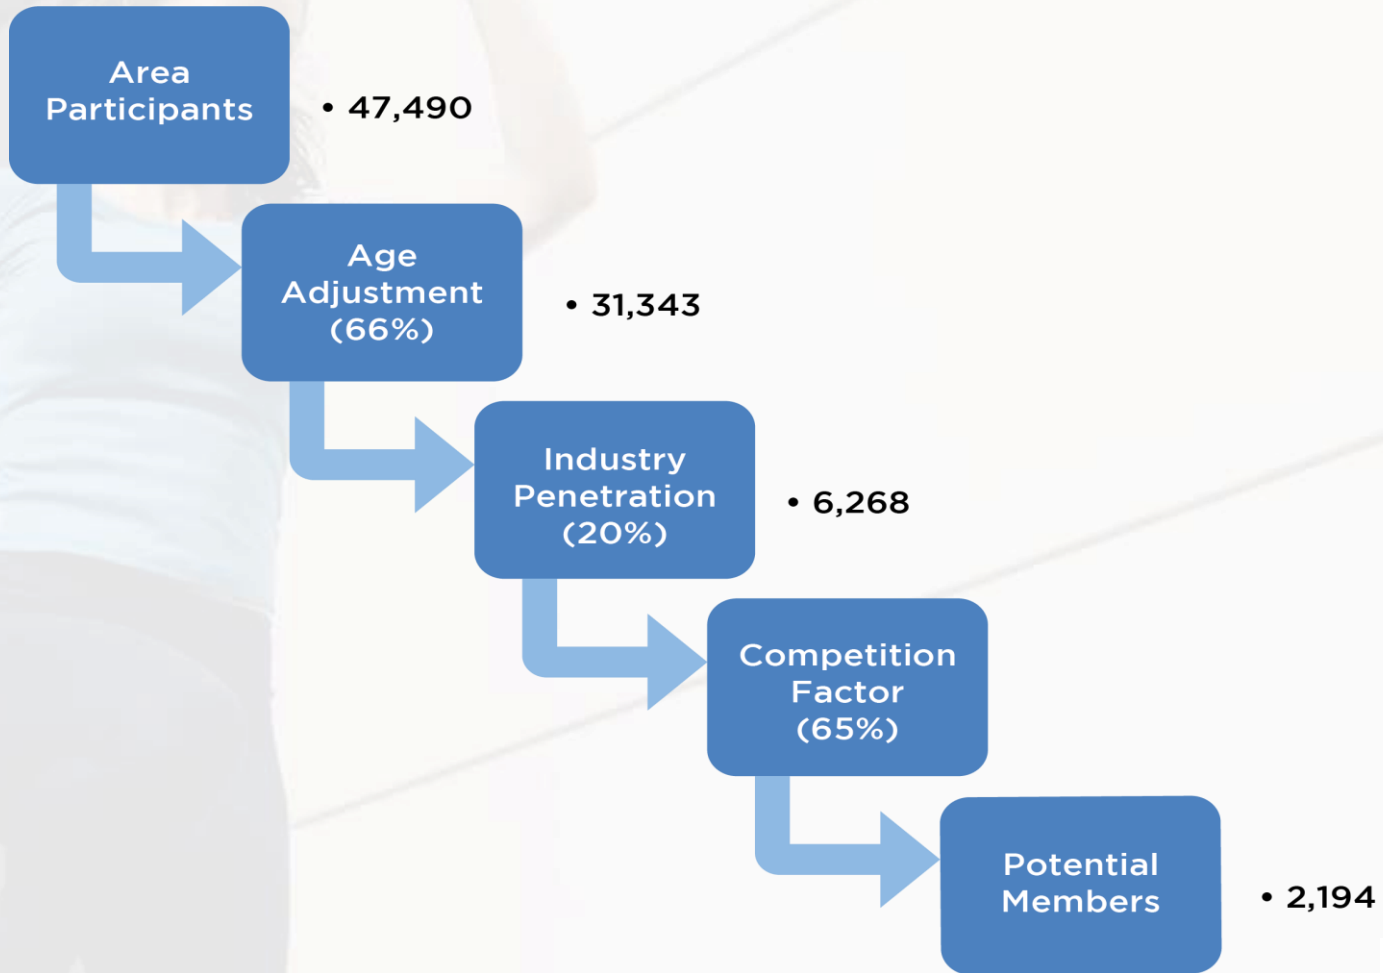 Area
Participants
• 47,490
Age
Adjustment
(66%)
• 31,343
Industry
Penetration
(20%)
• 6,268
Competition
Factor
(65%)
Potential
Members
• 2,194